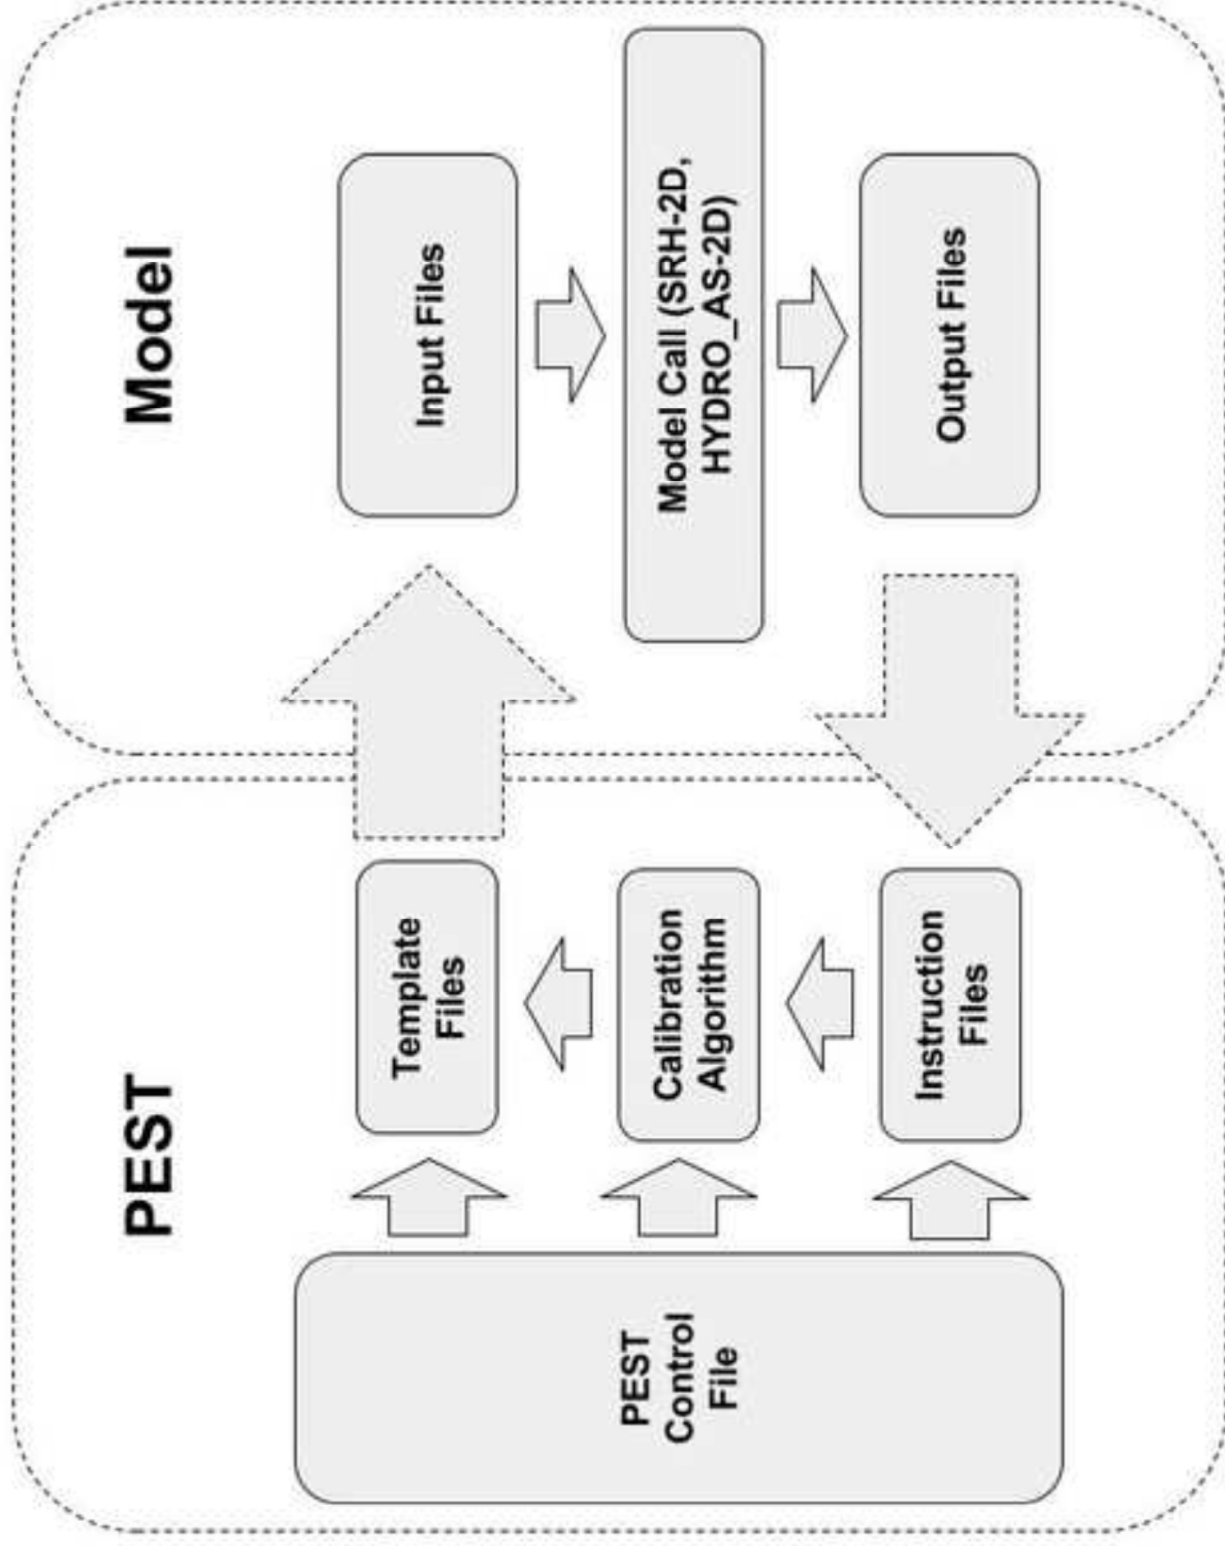 PEST
PEST
Control
File
Template
Files
Calibration
Algorithm
Instruction
Files
Model
Input Files
Model Call (SRH-2D,
HYDRO_AS-2D)
Output Files